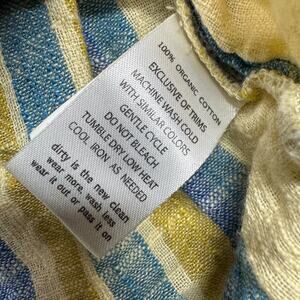 100% ORGANIC COTTON
EXCLUSIVE OF TRIMS
MACHINE WASH COLD
WITH SIMILAR COLORS
GENTLE CYCLE
DO NOT BLEACH
TUMBLE DRY LOW HEAT
COOL IRON AS NEEDED
dirty is the new clean
wear more, wash less
wear it out or pass it on